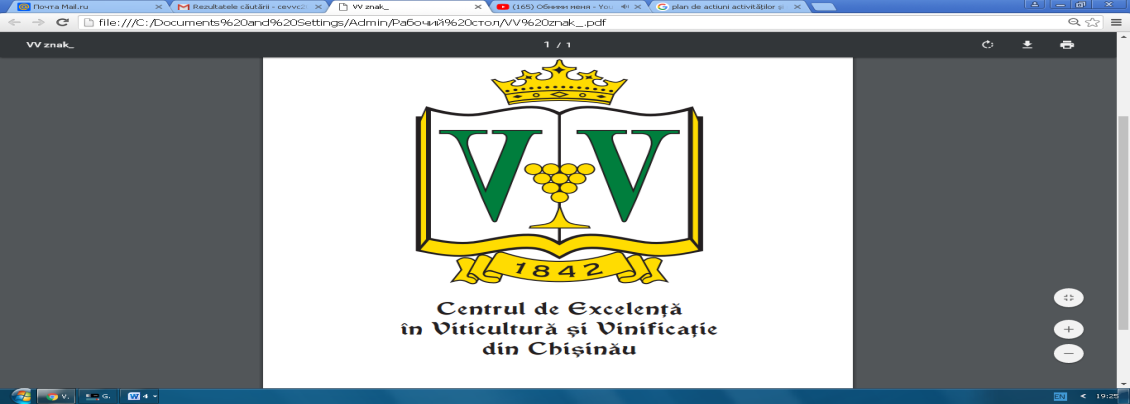 Почта Mail.ru
Rezultatele căutării - cevvc2
VV znak_
(165) Обними меня - You
plan de actiuni activităților ș
file:///C:/Documents%20and%20Settings/Admin/Рабочий%20стол/VV%20znak_.pdf
VV znak_
1 / 1
V V
1842
Centrul de Excelență
în Viticultură și Vinificație
din Chișinău
V.
G.
4
EN
19:25